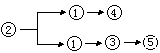 ① ④
②
① ③ ⑤